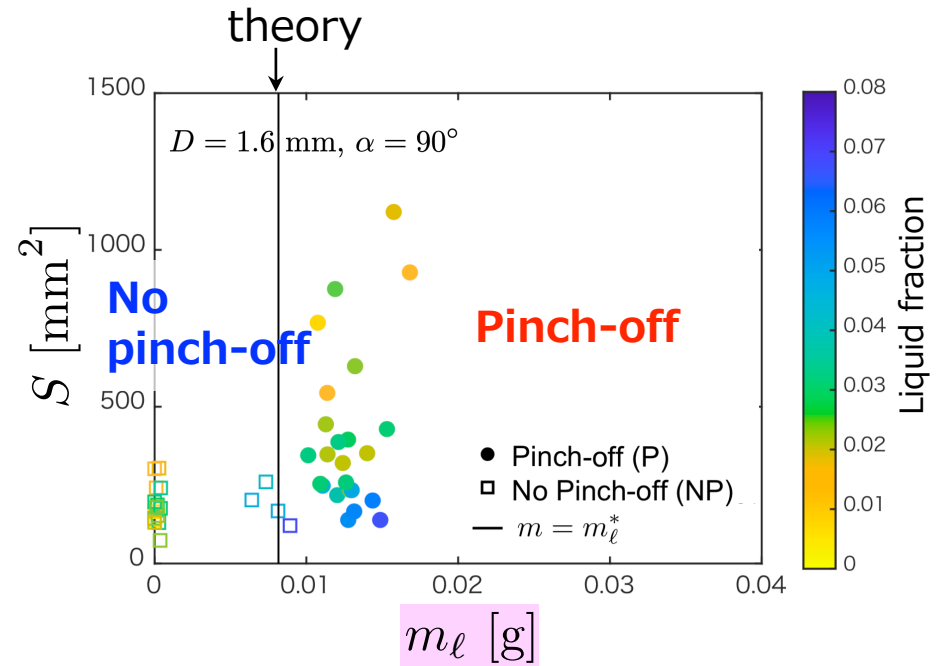 theory
1500
D = 1.6 mm, α = 90°
1000
No
pinch-off
Pinch-off
500
Pinch-off (P)
No Pinch-off (NP)
m = m*ℓ
0
0 0.01 0.02 0.03 0.04
S [mm²]
mℓ [g]
0.08
0.07
0.06
0.05
0.04
0.03
0.02
0.01
0
Liquid fraction